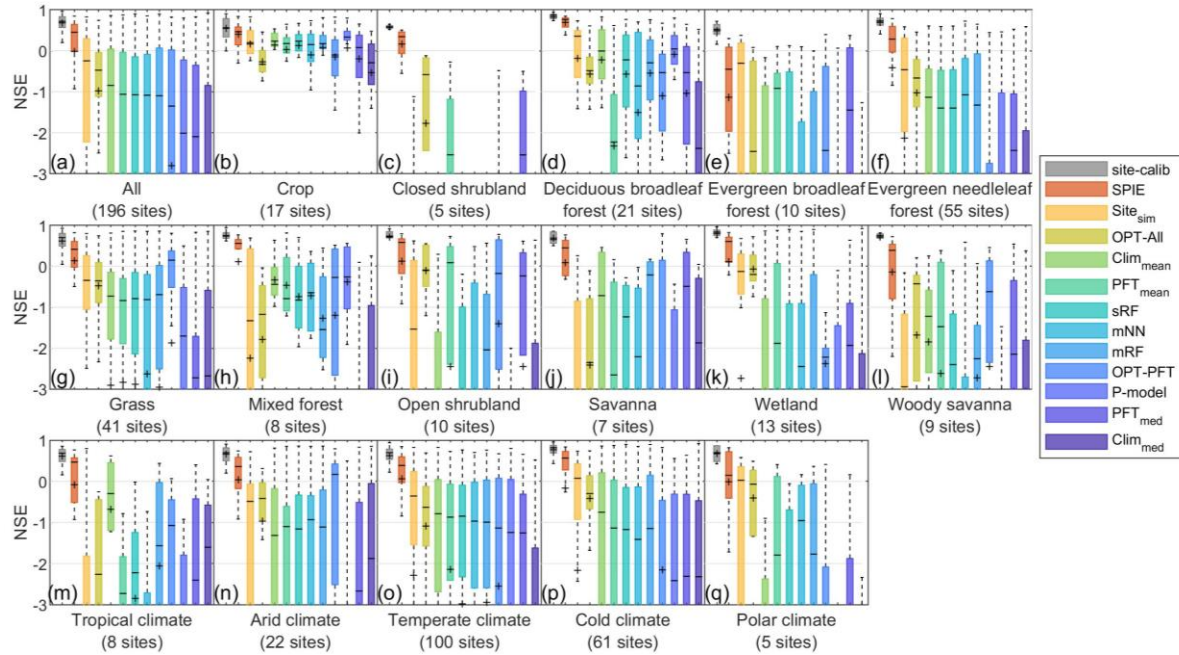 1
0
-1
-2
-3
NSE
(a)
(b)
(c)
(d)
(e)
(f)
All
(196 sites)
Crop
(17 sites)
Closed shrubland
(5 sites)
Deciduous broadleaf
forest (21 sites)
Evergreen broadleaf
forest (10 sites)
Evergreen needleleaf
forest (55 sites)
1
0
-1
-2
-3
NSE
(g)
(h)
(i)
(j)
(k)
(l)
Grass
(41 sites)
Mixed forest
(8 sites)
Open shrubland
(10 sites)
Savanna
(7 sites)
Wetland
(13 sites)
Woody savanna
(9 sites)
1
0
-1
-2
-3
NSE
(m)
(n)
(o)
(p)
(q)
Tropical climate
(8 sites)
Arid climate
(22 sites)
Temperate climate
(100 sites)
Cold climate
(61 sites)
Polar climate
(5 sites)
site-calib
SPIE
Site_sim
OPT-All
Clim_mean
PFT_mean
sRF
mNN
mRF
OPT-PFT
P-model
PFT_med
Clim_med